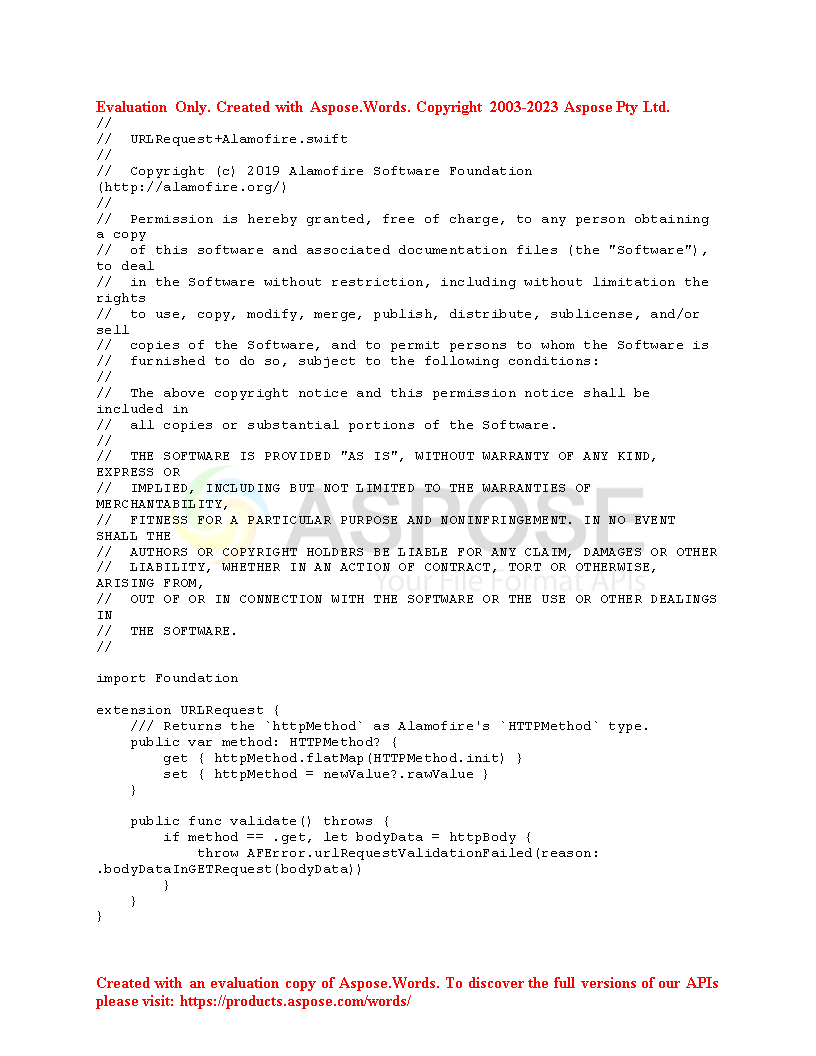 Evaluation Only. Created with Aspose.Words. Copyright 2003-2023 Aspose Pty Ltd.
//
//  URLRequest+Alamofire.swift
//
//  Copyright (c) 2019 Alamofire Software Foundation
(http://alamofire.org/)
//
//  Permission is hereby granted, free of charge, to any person obtaining
a copy
//  of this software and associated documentation files (the "Software"),
to deal
//  in the Software without restriction, including without limitation the
rights
//  to use, copy, modify, merge, publish, distribute, sublicense, and/or
sell
//  copies of the Software, and to permit persons to whom the Software is
//  furnished to do so, subject to the following conditions:
//
//  The above copyright notice and this permission notice shall be
included in
//  all copies or substantial portions of the Software.
//
//  THE SOFTWARE IS PROVIDED "AS IS", WITHOUT WARRANTY OF ANY KIND,
EXPRESS OR
//  IMPLIED, INCLUDING BUT NOT LIMITED TO THE WARRANTIES OF
MERCHANTABILITY,
//  FITNESS FOR A PARTICULAR PURPOSE AND NONINFRINGEMENT. IN NO EVENT
SHALL THE
//  AUTHORS OR COPYRIGHT HOLDERS BE LIABLE FOR ANY CLAIM, DAMAGES OR OTHER
//  LIABILITY, WHETHER IN AN ACTION OF CONTRACT, TORT OR OTHERWISE,
ARISING FROM,
//  OUT OF OR IN CONNECTION WITH THE SOFTWARE OR THE USE OR OTHER DEALINGS
IN
//  THE SOFTWARE.
//
ASPOSE
Your File Format APIs

import Foundation

extension URLRequest {
    /// Returns the `httpMethod` as Alamofire's `HTTPMethod` type.
    public var method: HTTPMethod? {
        get { httpMethod.flatMap(HTTPMethod.init) }
        set { httpMethod = newValue?.rawValue }
    }

    public func validate() throws {
        if method == .get, let bodyData = httpBody {
            throw AFError.urlRequestValidationFailed(reason:
.bodyDataInGETRequest(bodyData))
        }
    }
}

Created with an evaluation copy of Aspose.Words. To discover the full versions of our APIs
please visit: https://products.aspose.com/words/